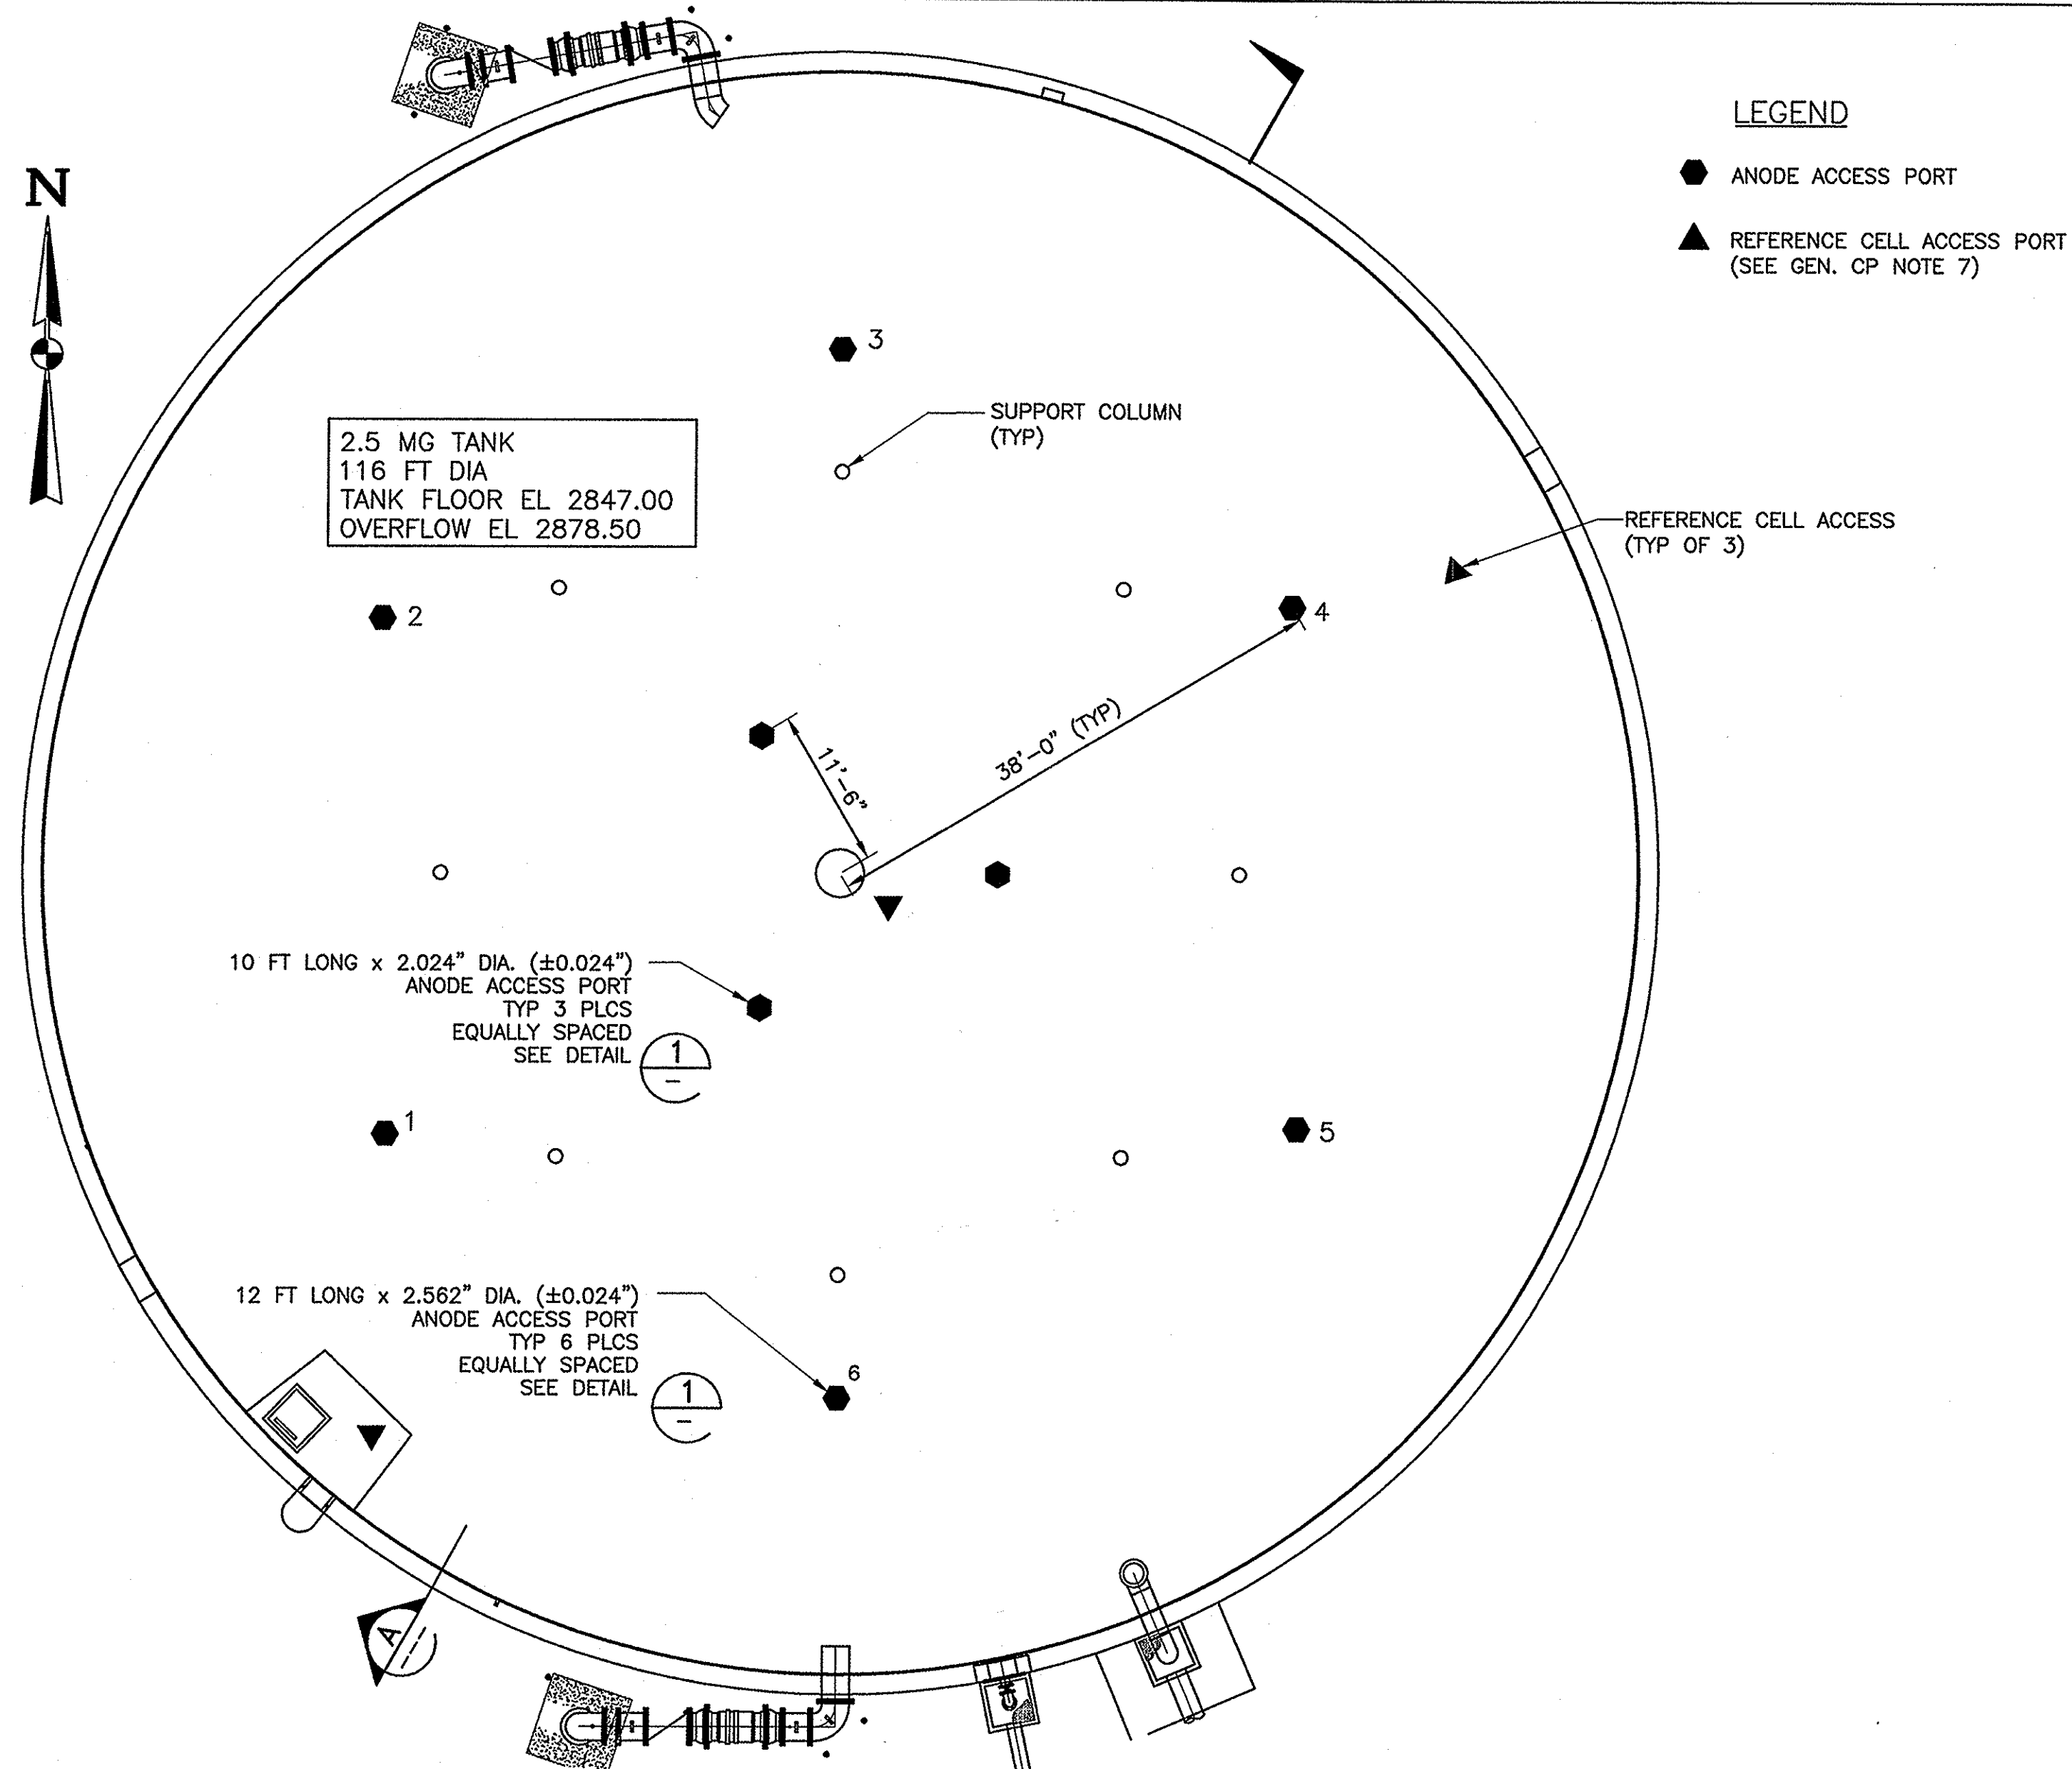 LEGEND
ANODE ACCESS PORT
REFERENCE CELL ACCESS PORT
(SEE GEN. CP NOTE 7)
N
3
SUPPORT COLUMN
(TYP)
2.5 MG TANK
116 FT DIA
TANK FLOOR EL 2847.00
OVERFLOW EL 2878.50
REFERENCE CELL ACCESS
(TYP OF 3)
2
4
38'-0" (TYP)
11'-6"
10 FT LONG x 2.024" DIA. (±0.024")
ANODE ACCESS PORT
TYP 3 PLCS
EQUALLY SPACED
SEE DETAIL
1
-
1
5
12 FT LONG x 2.562" DIA. (±0.024")
ANODE ACCESS PORT
TYP 6 PLCS
EQUALLY SPACED
SEE DETAIL
1
-
6
A